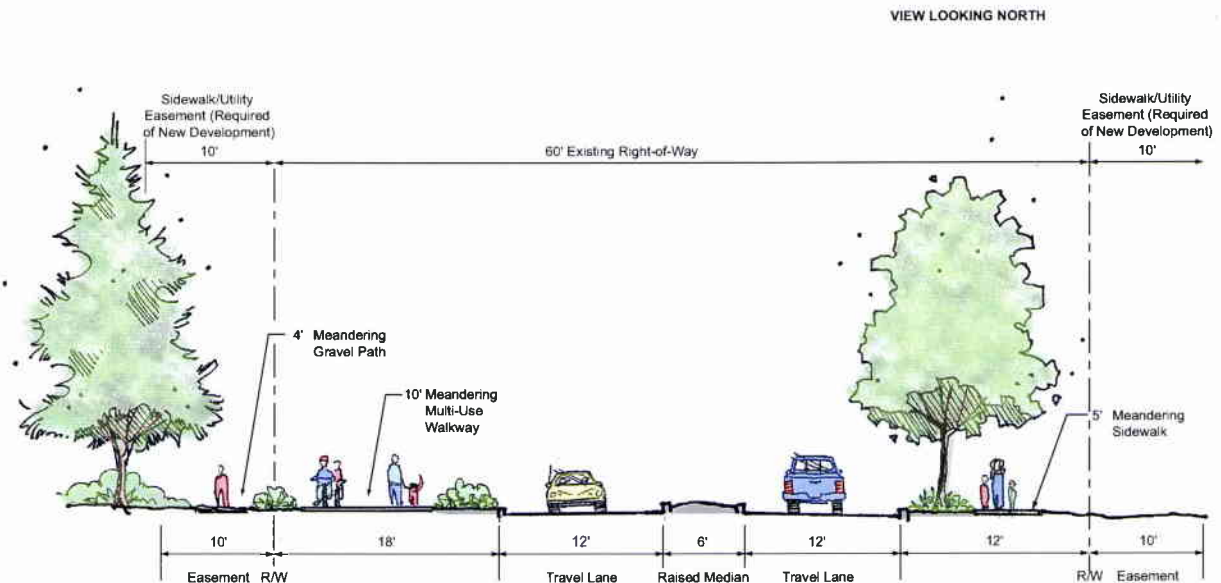 VIEW LOOKING NORTH
Sidewalk/Utility
Easement (Required
of New Development)
10'
60' Existing Right-of-Way
Sidewalk/Utility
Easement (Required
of New Development)
10'
4' Meandering
Gravel Path
10' Meandering
Multi-Use
Walkway
5' Meandering
Sidewalk
10'
18'
12'
6'
12'
12'
10'
Easement
R/W
Travel Lane
Raised Median
Travel Lane
R/W
Easement